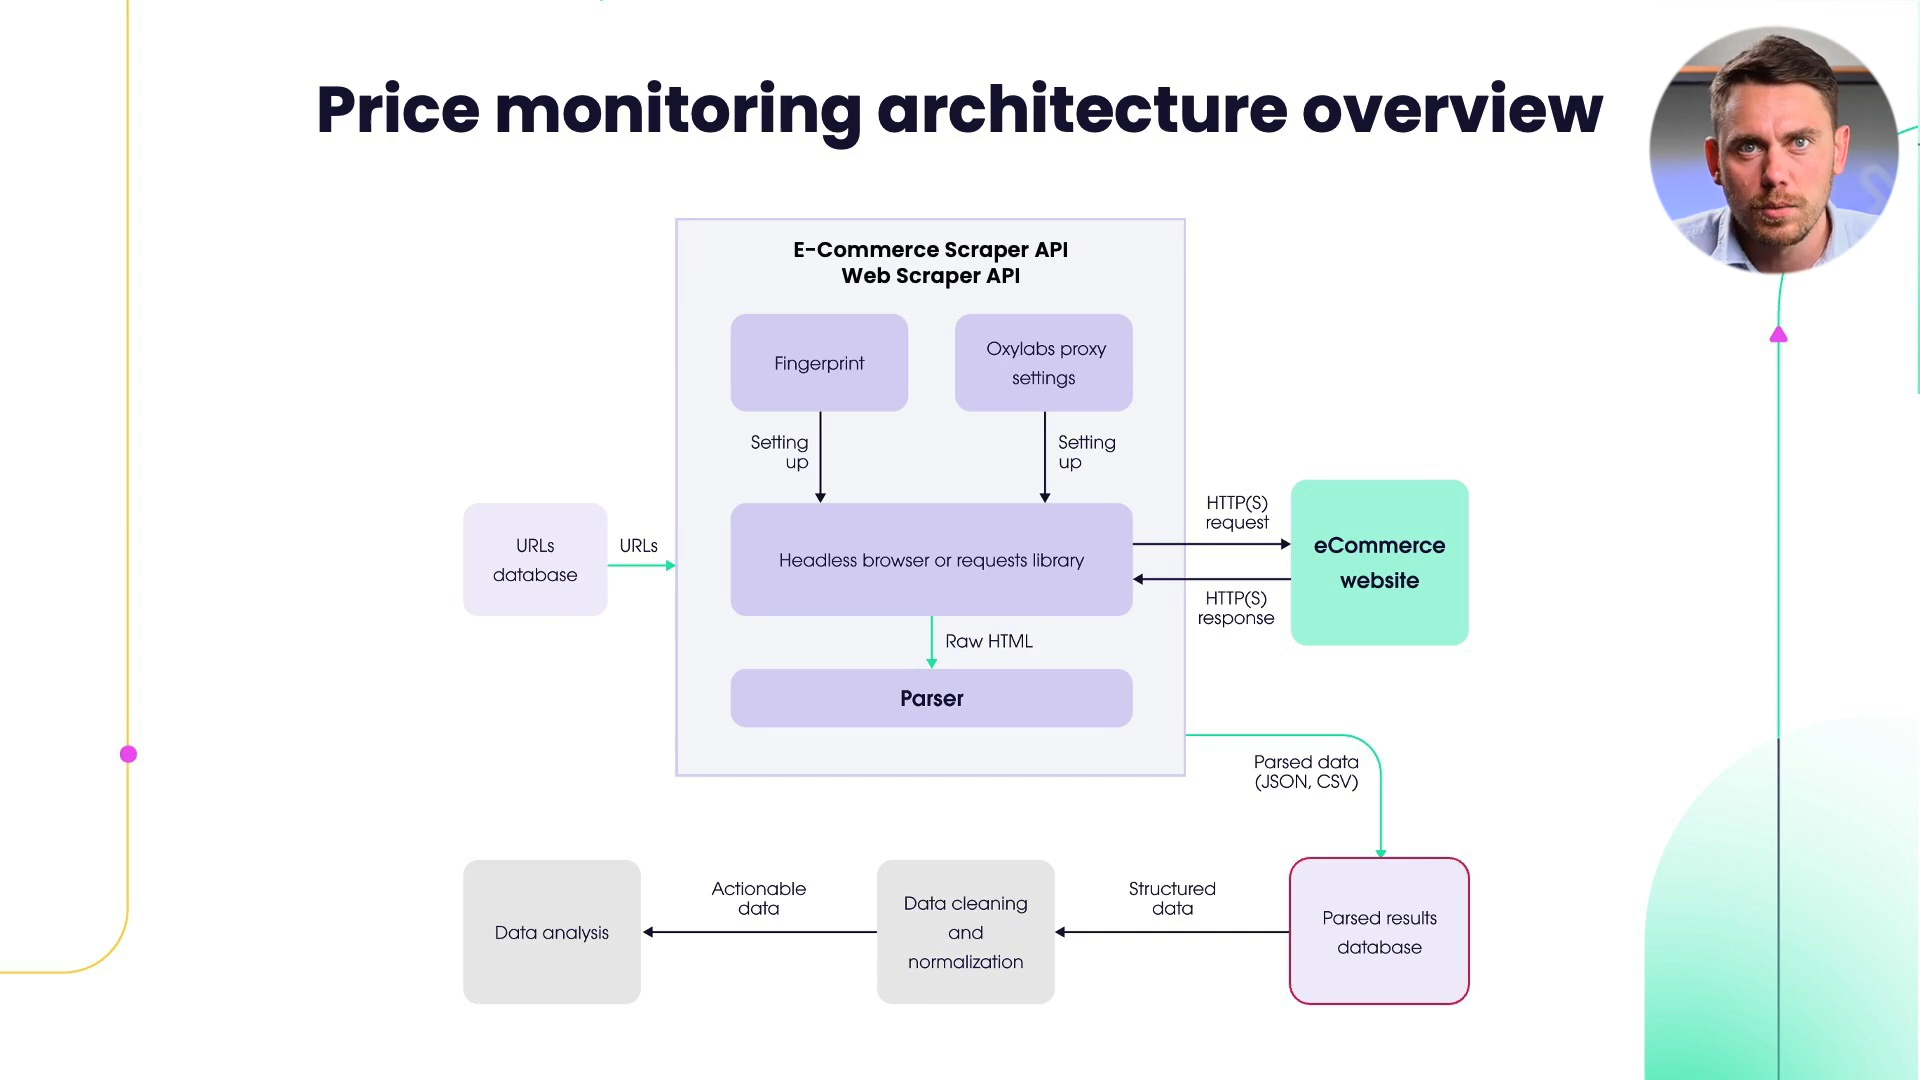 Price monitoring architecture overview
E-Commerce Scraper API
Web Scraper API
Fingerprint
Oxylabs proxy
settings
Setting
up
Setting
up
URLs
database
URLs
Headless browser or requests library
HTTP(S)
request
HTTP(S)
response
eCommerce
website
Raw HTML
Parser
Parsed data
(JSON, CSV)
Data analysis
Actionable
data
Data cleaning
and
normalization
Structured
data
Parsed results
database